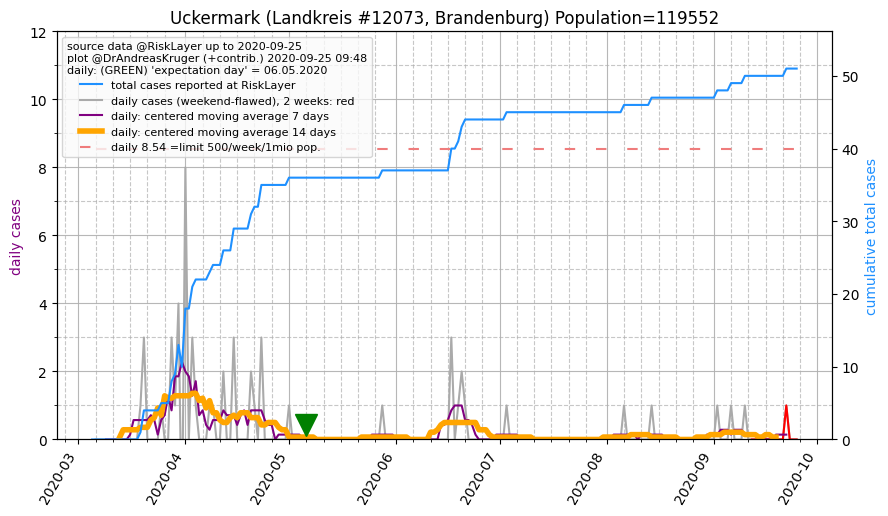 Uckermark (Landkreis #12073, Brandenburg) Population=119552
source data @RiskLayer up to 2020-09-25
plot @DrAndreasKruger (+contrib.) 2020-09-25 09:48
daily: (GREEN) 'expectation day' = 06.05.2020
total cases reported at RiskLayer
daily cases (weekend-flawed), 2 weeks: red
daily: centered moving average 7 days
daily: centered moving average 14 days
daily 8.54 =limit 500/week/1mio pop.
daily cases
12
10
8
6
4
2
0
cumulative total cases
50
40
30
20
10
0
2020-03
2020-04
2020-05
2020-06
2020-07
2020-08
2020-09
2020-10